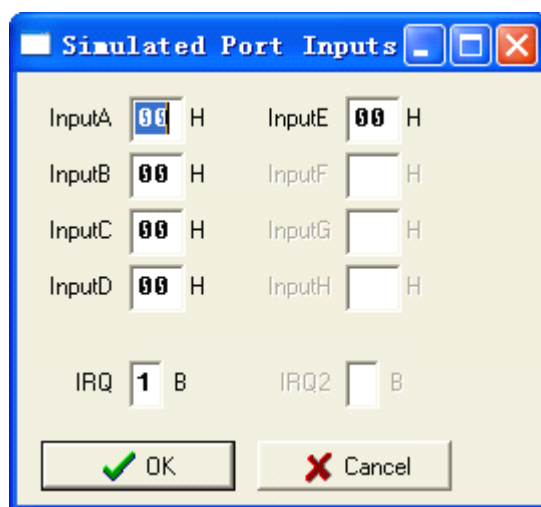 Simulated Port Inputs
InputA 00 H InputE 00 H
InputB 00 H InputF H
InputC 00 H InputG H
InputD 00 H InputH H
IRQ 1 B IRQ2 B
OK Cancel